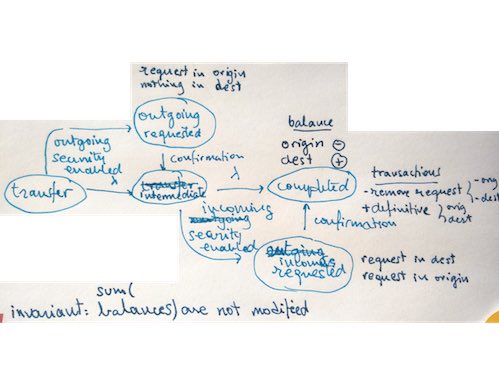 request in origin
nothing in dest
outgoing
requested
balance
origin ⊖
dest ⊕
outgoing
security
enabled
λ
confirmation
transfer
transfer
intermediate
λ
completed
transactions
- remove request { -orig
-dest
+ definitive { orig
dest
incoming
outgoing
security
enabled
confirmation
outgoing
incoming
requested
request in dest
request in origin
sum(
invariant: balances) are not modified